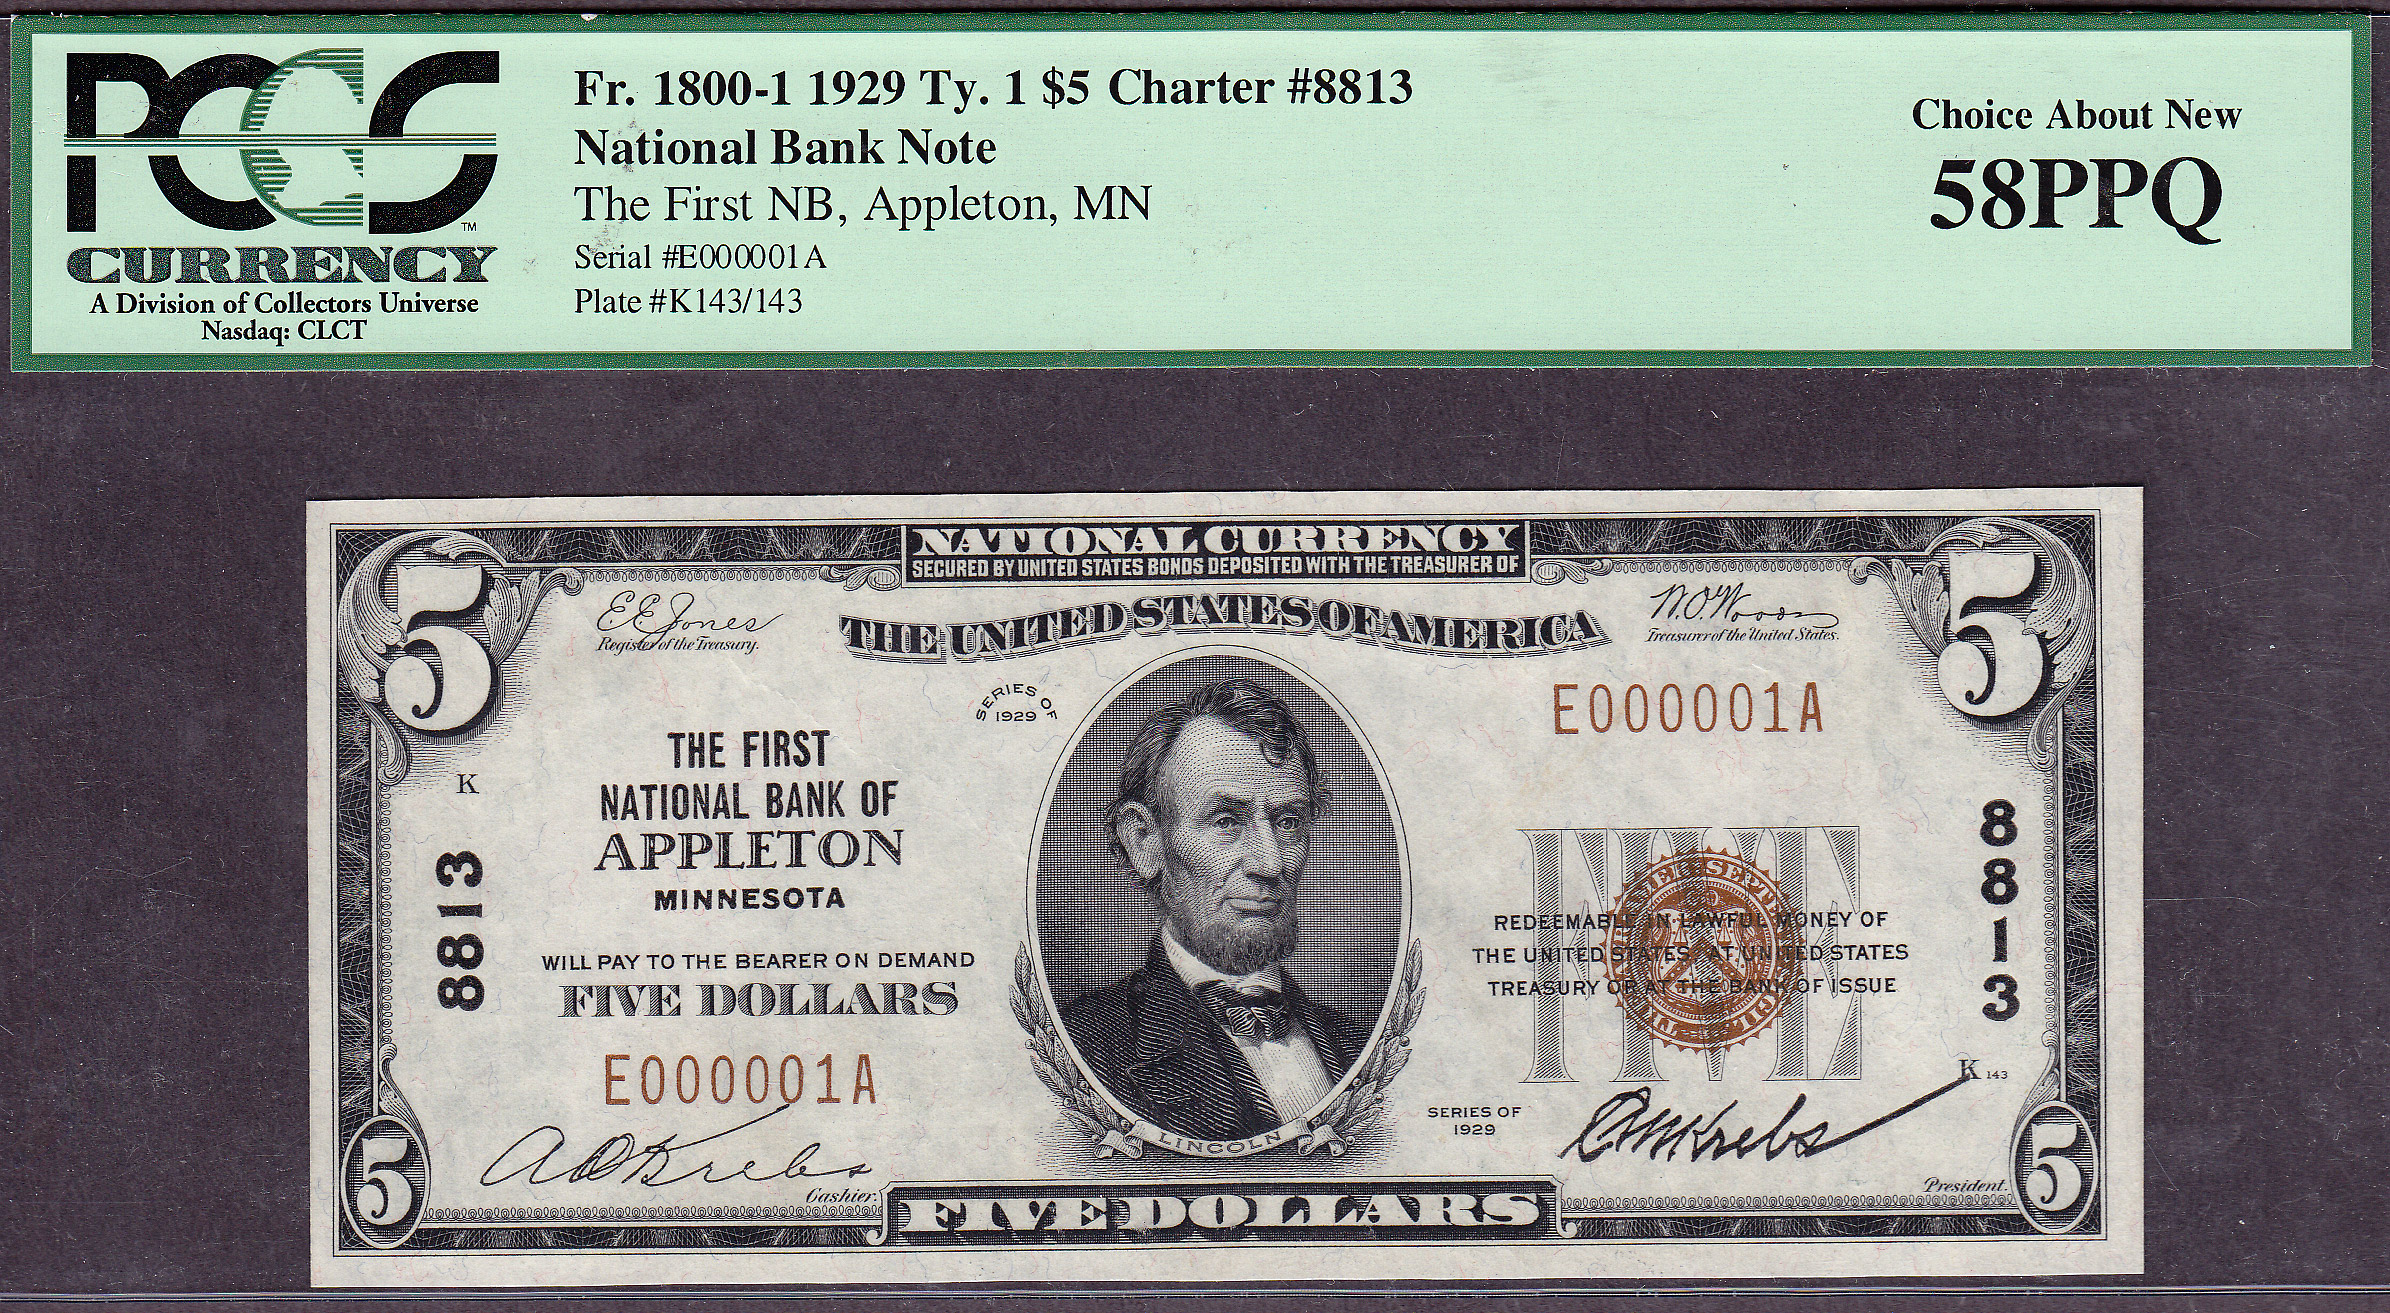 PCGS
TM
CURRENCY
A Division of Collectors Universe
Nasdaq: CLCT
Fr. 1800-1 1929 Ty. 1 $5 Charter #8813
National Bank Note
The First NB, Appleton, MN
Serial #E000001A
Plate #K143/143
Choice About New
58PPQ
NATIONAL CURRENCY
SECURED BY UNITED STATES BONDS DEPOSITED WITH THE TREASURER OF
THE UNITED STATES OF AMERICA
5
5
E E Jones
Register of the Treasury.
W.O. Woods
Treasurer of the United States.
SERIES OF
1929
E000001A
THE FIRST
NATIONAL BANK OF
APPLETON
MINNESOTA
K
8813
8813
WILL PAY TO THE BEARER ON DEMAND
FIVE DOLLARS
E000001A
FIVE
REDEEMABLE IN LAWFUL MONEY OF
THE UNITED STATES, AT UNITED STATES
TREASURY OR AT THE BANK OF ISSUE
K 143
SERIES OF
1929
LINCOLN
Krebs
Cashier.
Krebs
President.
5
FIVE DOLLARS
5